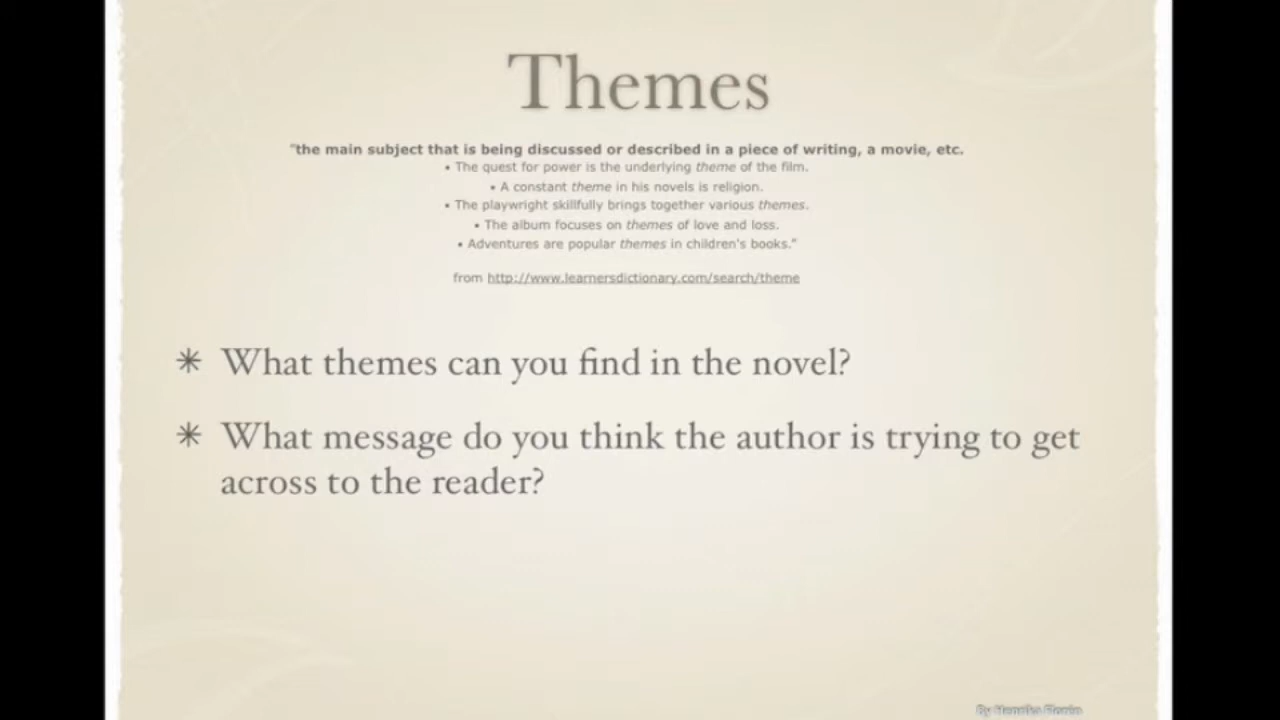 Themes
"the main subject that is being discussed or described in a piece of writing, a movie, etc.
• The quest for power is the underlying theme of the film.
• A constant theme in his novels is religion.
• The playwright skillfully brings together various themes.
• The album focuses on themes of love and loss.
• Adventures are popular themes in children's books."
from http://www.learnersdictionary.com/search/theme
✳ What themes can you find in the novel?
✳ What message do you think the author is trying to get
across to the reader?
By Henriks Florén